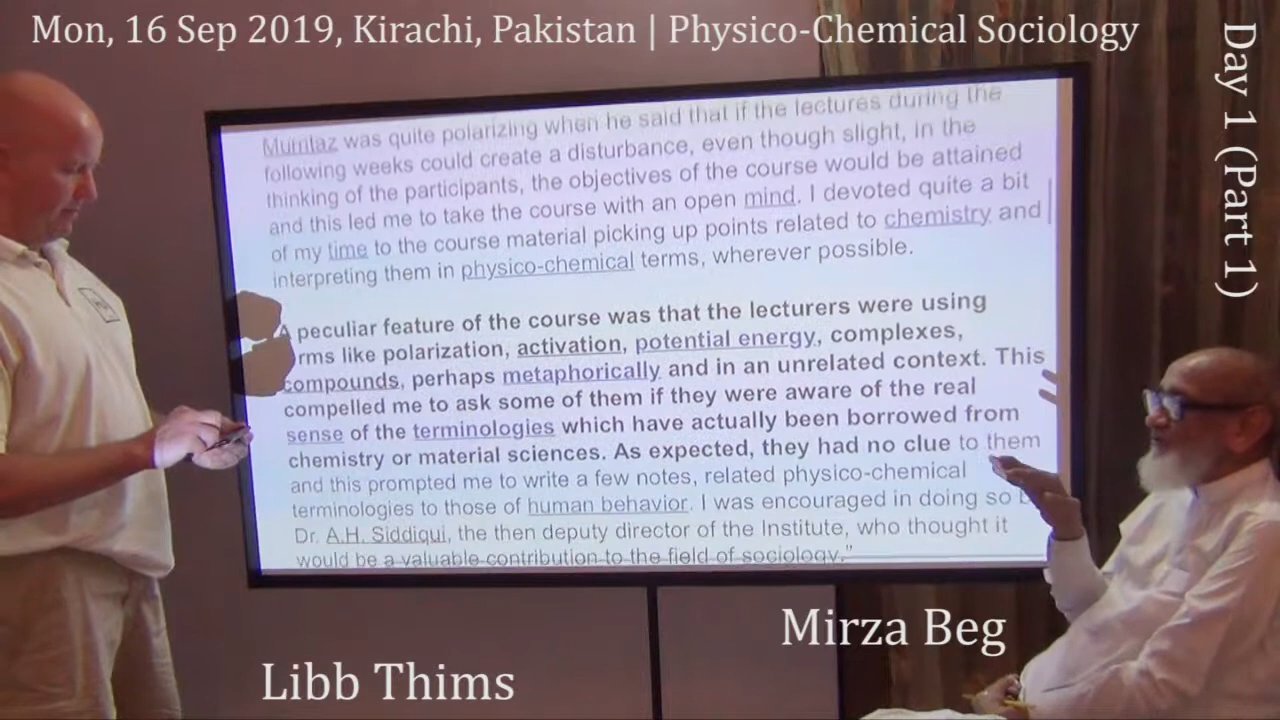 Mon, 16 Sep 2019, Kirachi, Pakistan | Physico-Chemical Sociology
Day 1 (Part 1)
Mumtaz was quite polarizing when he said that if the lectures during the
following weeks could create a disturbance, even though slight, in the
thinking of the participants, the objectives of the course would be attained
and this led me to take the course with an open mind. I devoted quite a bit
of my time to the course material picking up points related to chemistry and
interpreting them in physico-chemical terms, wherever possible.
A peculiar feature of the course was that the lecturers were using
rms like polarization, activation, potential energy, complexes,
compounds, perhaps metaphorically and in an unrelated context. This
compelled me to ask some of them if they were aware of the real
sense of the terminologies which have actually been borrowed from
chemistry or material sciences. As expected, they had no clue to them
and this prompted me to write a few notes, related physico-chemical
terminologies to those of human behavior. I was encouraged in doing so
Dr. A.H. Siddiqui, the then deputy director of the Institute, who thought it
would be a valuable contribution to the field of sociology."
Mirza Beg
Libb Thims